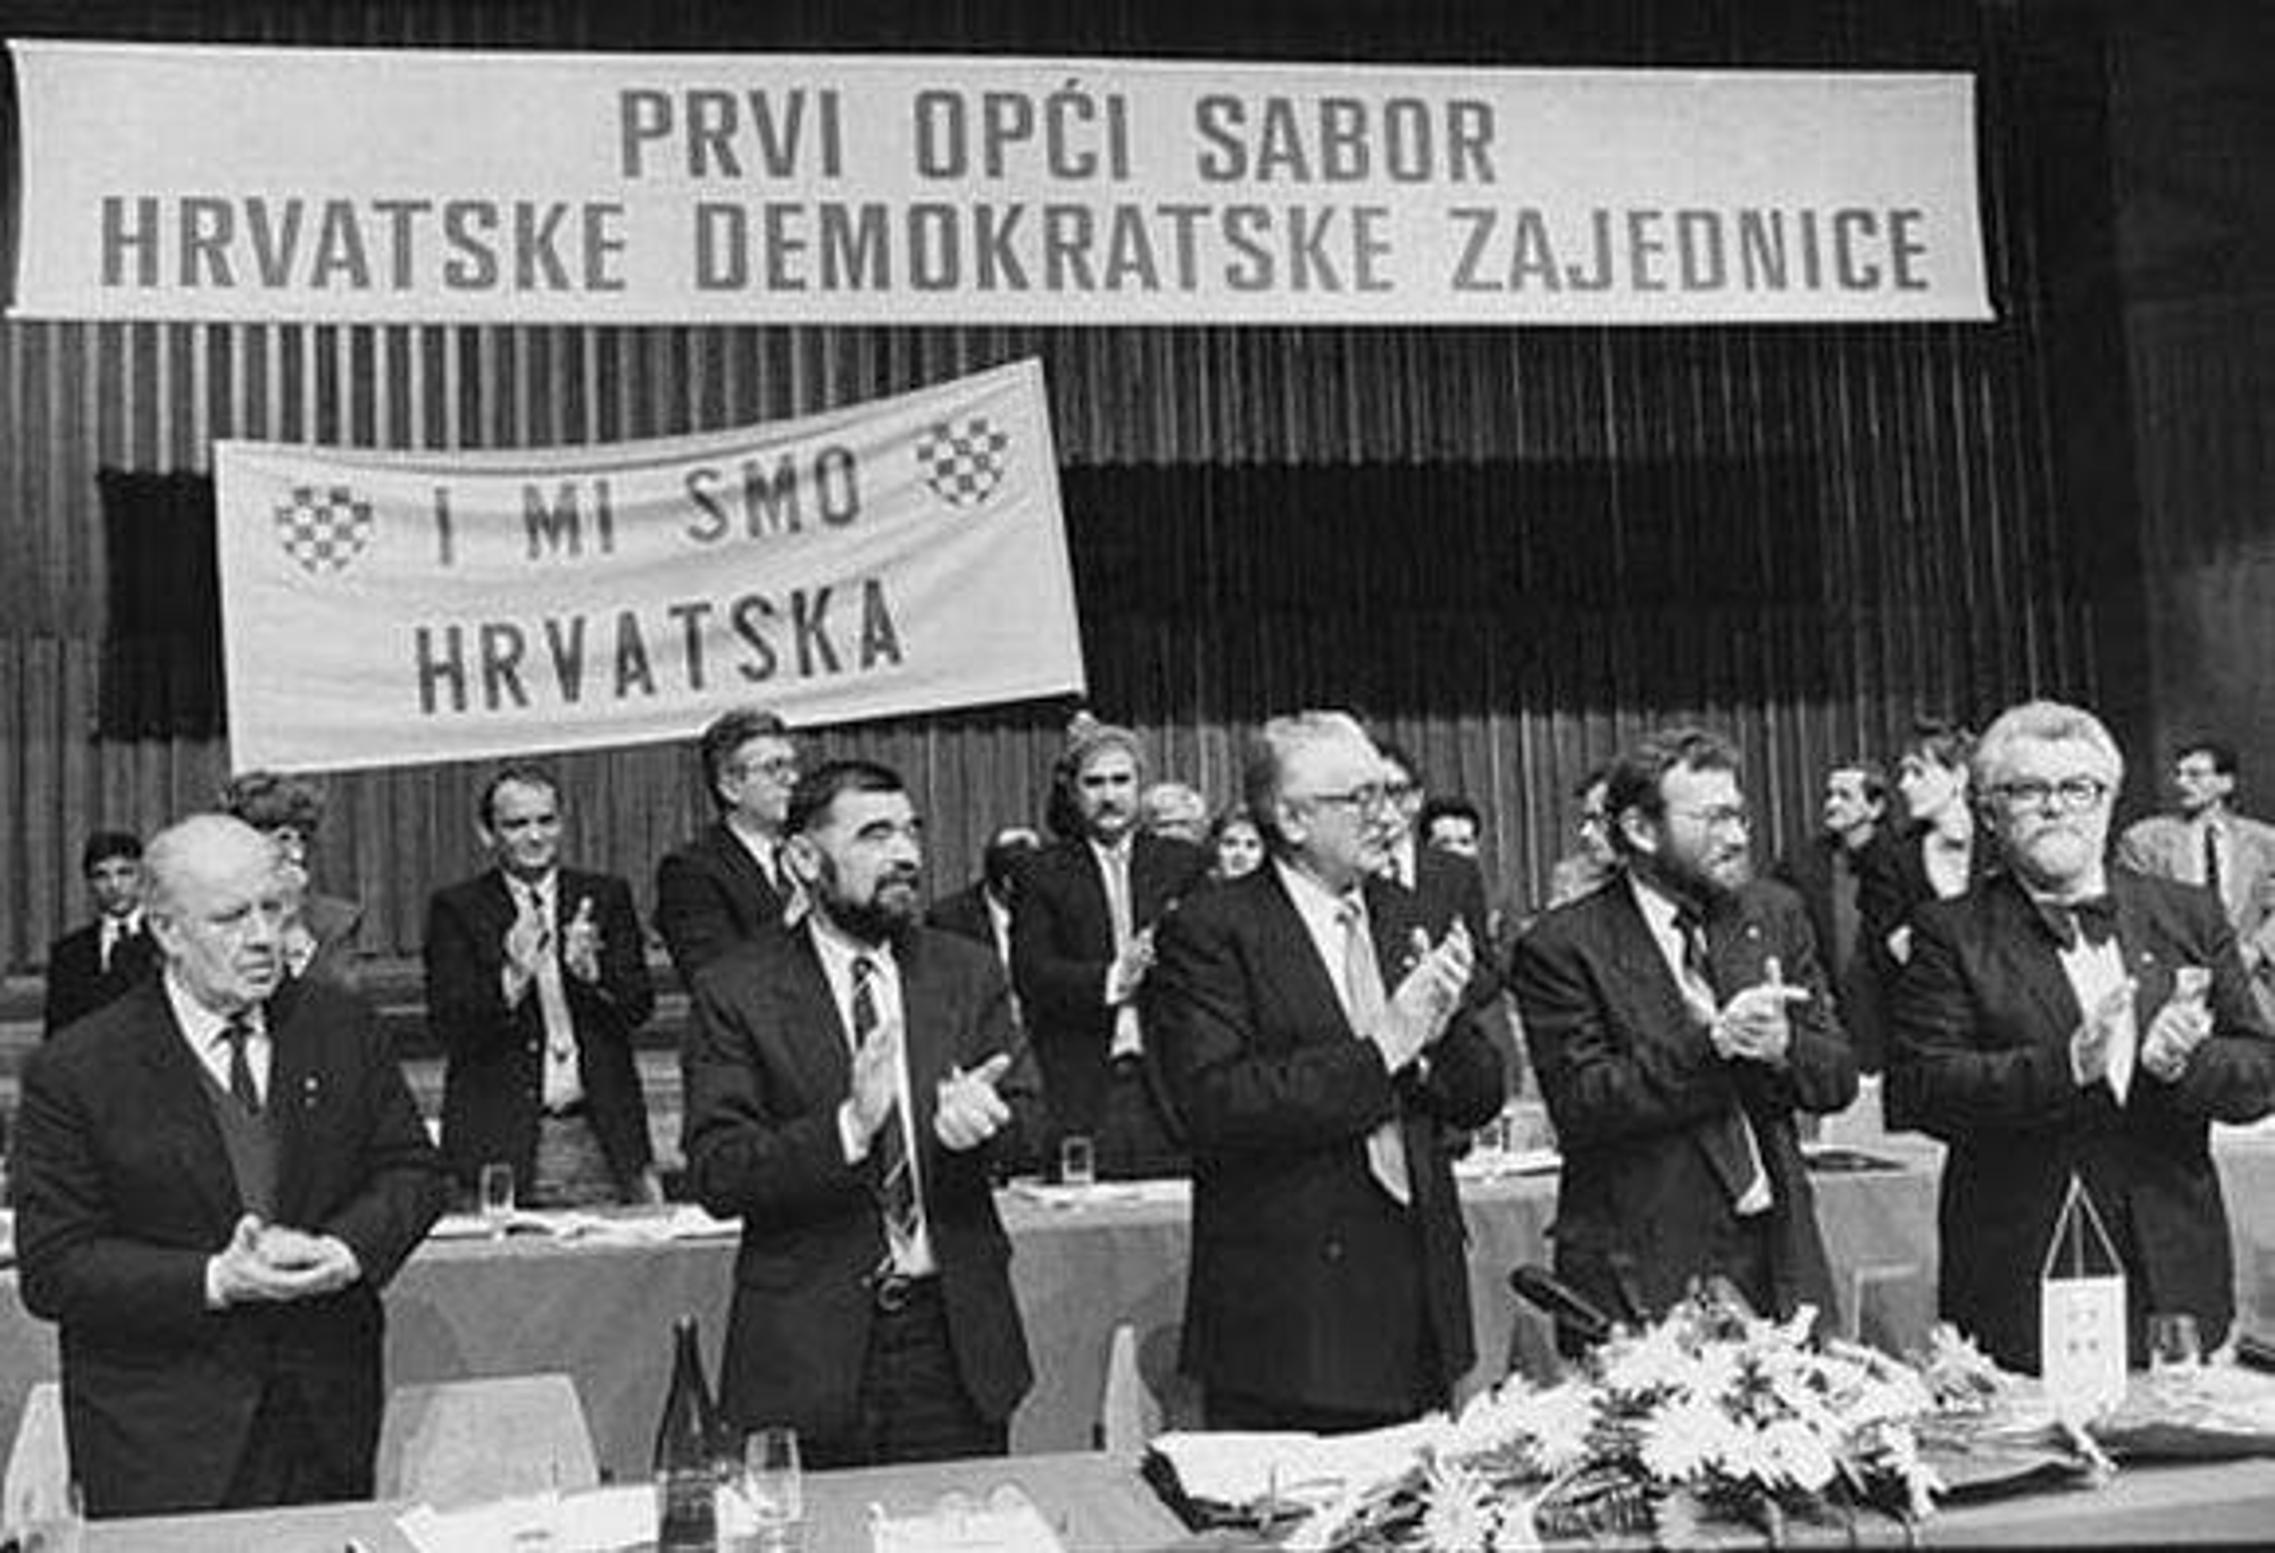 PRVI OPĆI SABOR
HRVATSKE DEMOKRATSKE ZAJEDNICE
I MI SMO
HRVATSKA